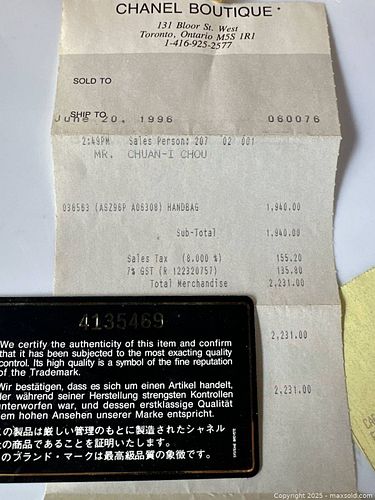 CHANEL BOUTIQUE
131 Bloor St. West
Toronto, Ontario M5S 1R1
1-416-925-2577
SOLD TO
SHIP TO
June 20, 1996 060076
2:49PM Sales Person: 207 02 001
MR. CHUAN-I CHOU
036563 (ASZ96P A06308) HANDBAG 1,940.00
Sub-Total 1,940.00
Sales Tax (8.000 %) 155.20
7% GST (R 122320757) 135.80
Total Merchandise 2,231.00
2,231.00
2,231.00
4135469
We certify the authenticity of this item and confirm
that it has been subjected to the most exacting quality
control. Its high quality is a symbol of the fine reputation
of the Trademark.
Wir bestätigen, dass es sich um einen Artikel handelt,
der während seiner Herstellung strengsten Kontrollen
unterworfen war, und dessen erstklassige Qualität
dem hohen Ansehen unserer Marke entspricht.
この製品は厳しい管理のもとに製造されたシャネル
の商品であることを証明いたします。
このブランド・マークは最高級品質の象徴です。
Copyright © 2025 - maxsold.com